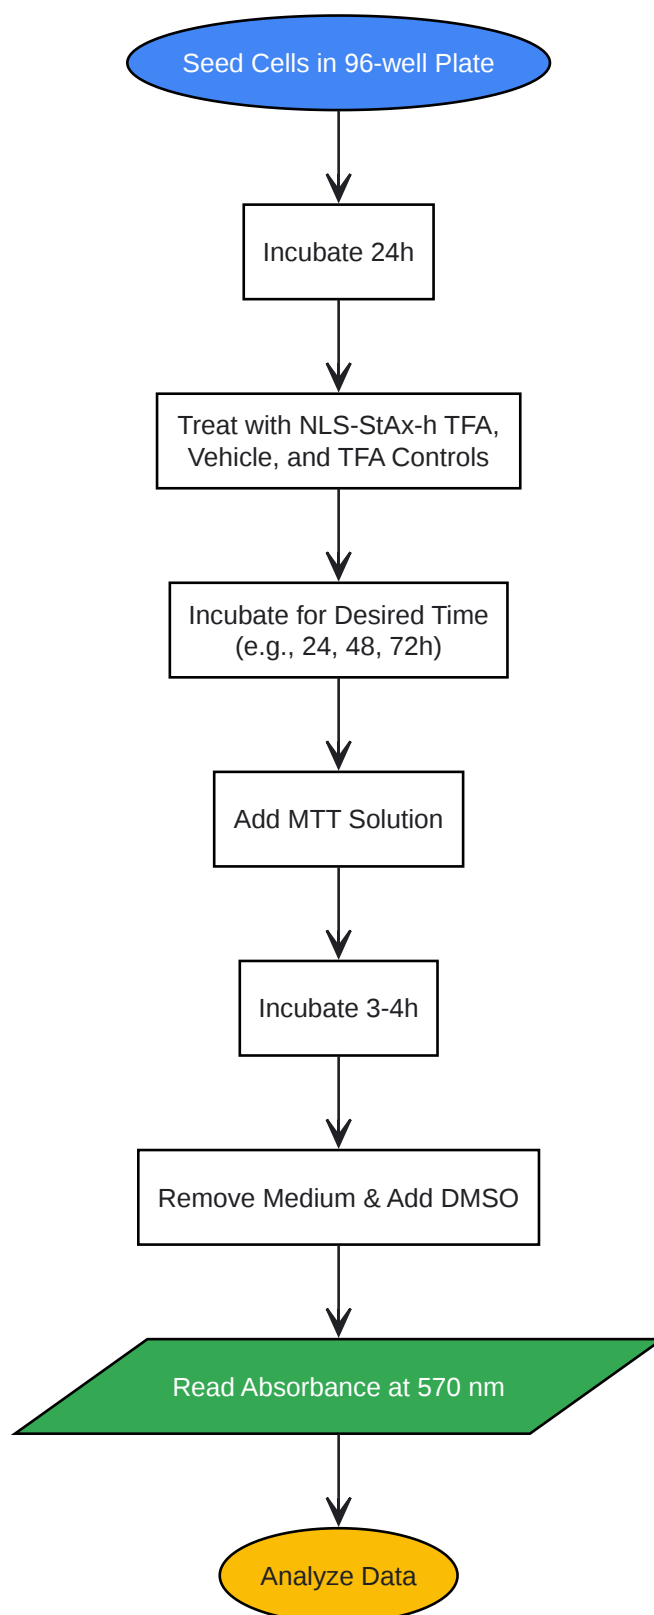 Seed Cells in 96-well Plate
Incubate 24h
Treat with NLS-StAx-h TFA,
Vehicle, and TFA Controls
Incubate for Desired Time
(e.g., 24, 48, 72h)
Add MTT Solution
Incubate 3-4h
Remove Medium & Add DMSO
Read Absorbance at 570 nm
Analyze Data